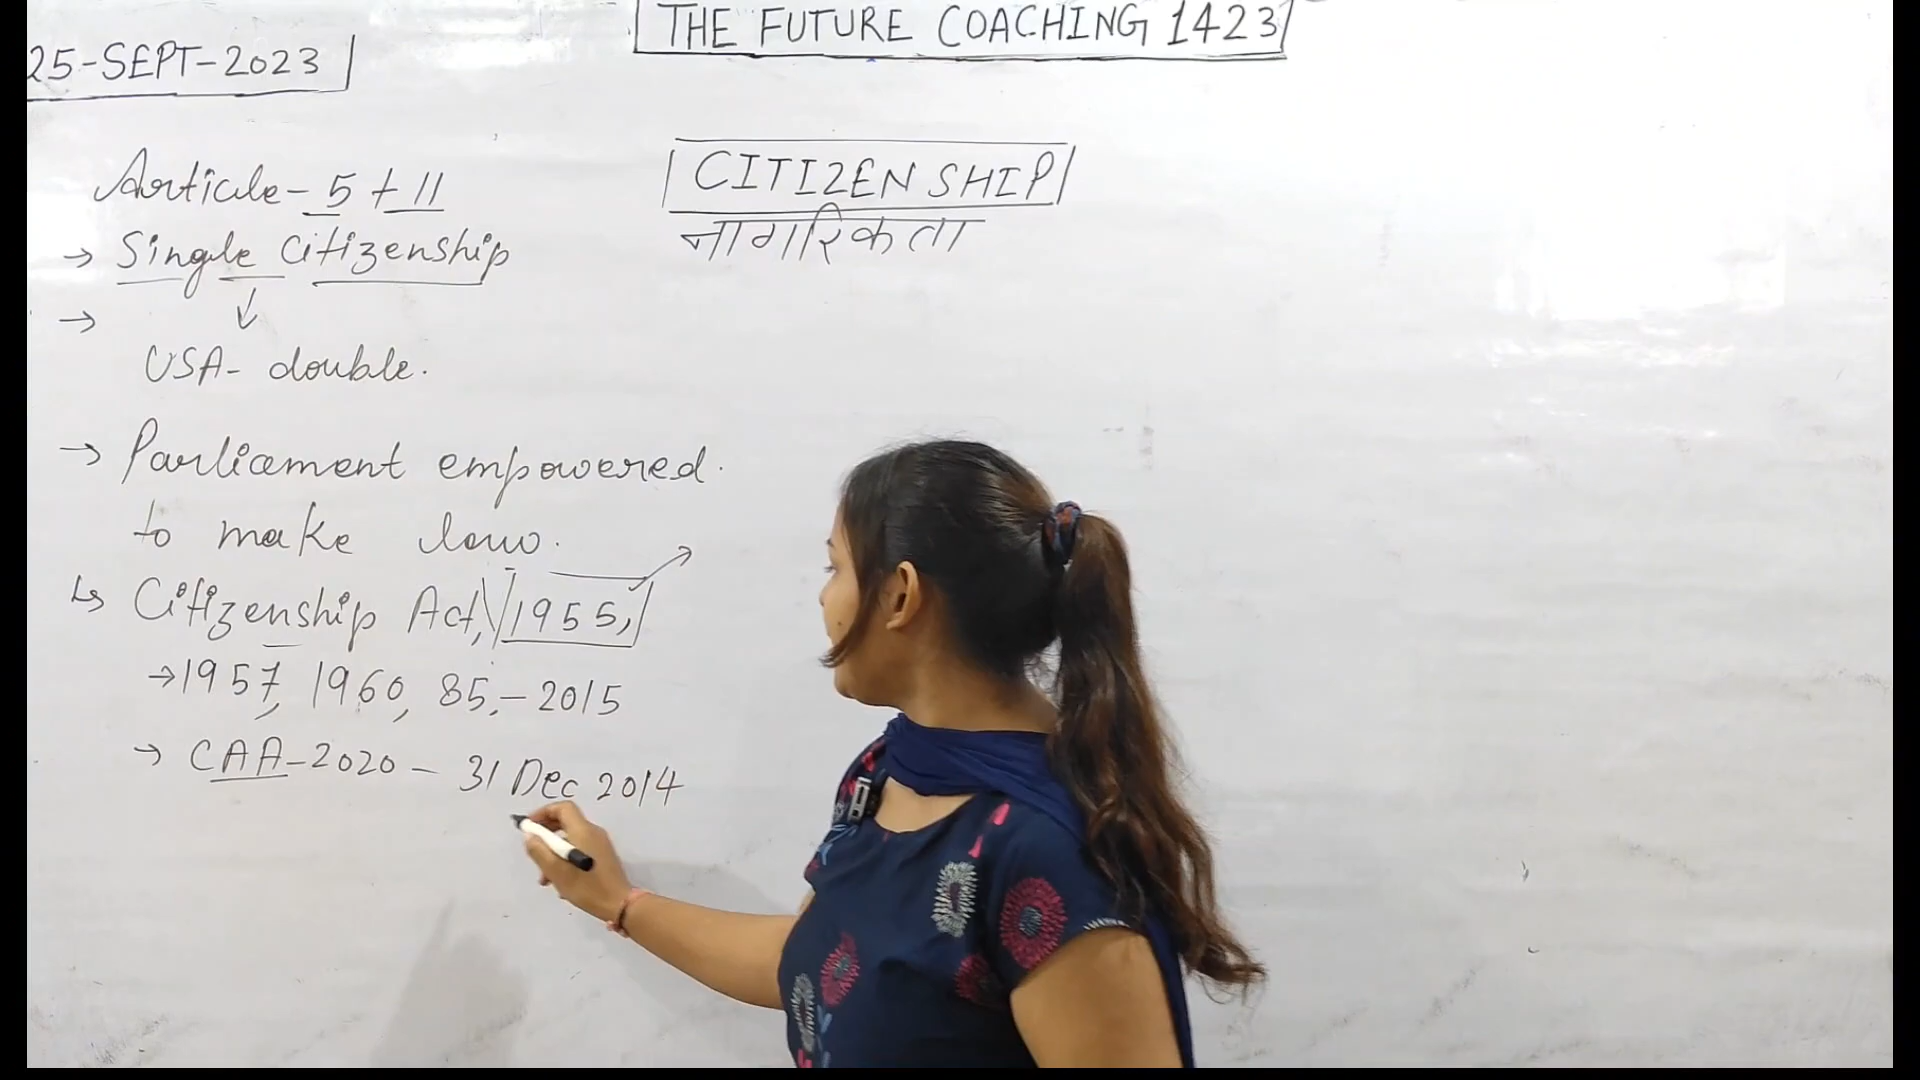 THE FUTURE COACHING 1423
25-SEPT-2023
CITIZENSHIP
नागरिकता
Article - 5 + 11
→ Single Citizenship
↓
→
USA - double.
→ Parliament empowered.
to make law.
↳ Citizenship Act, 1955,
→ 1957, 1960, 85, - 2015
→ CAA - 2020 - 31 Dec 2014